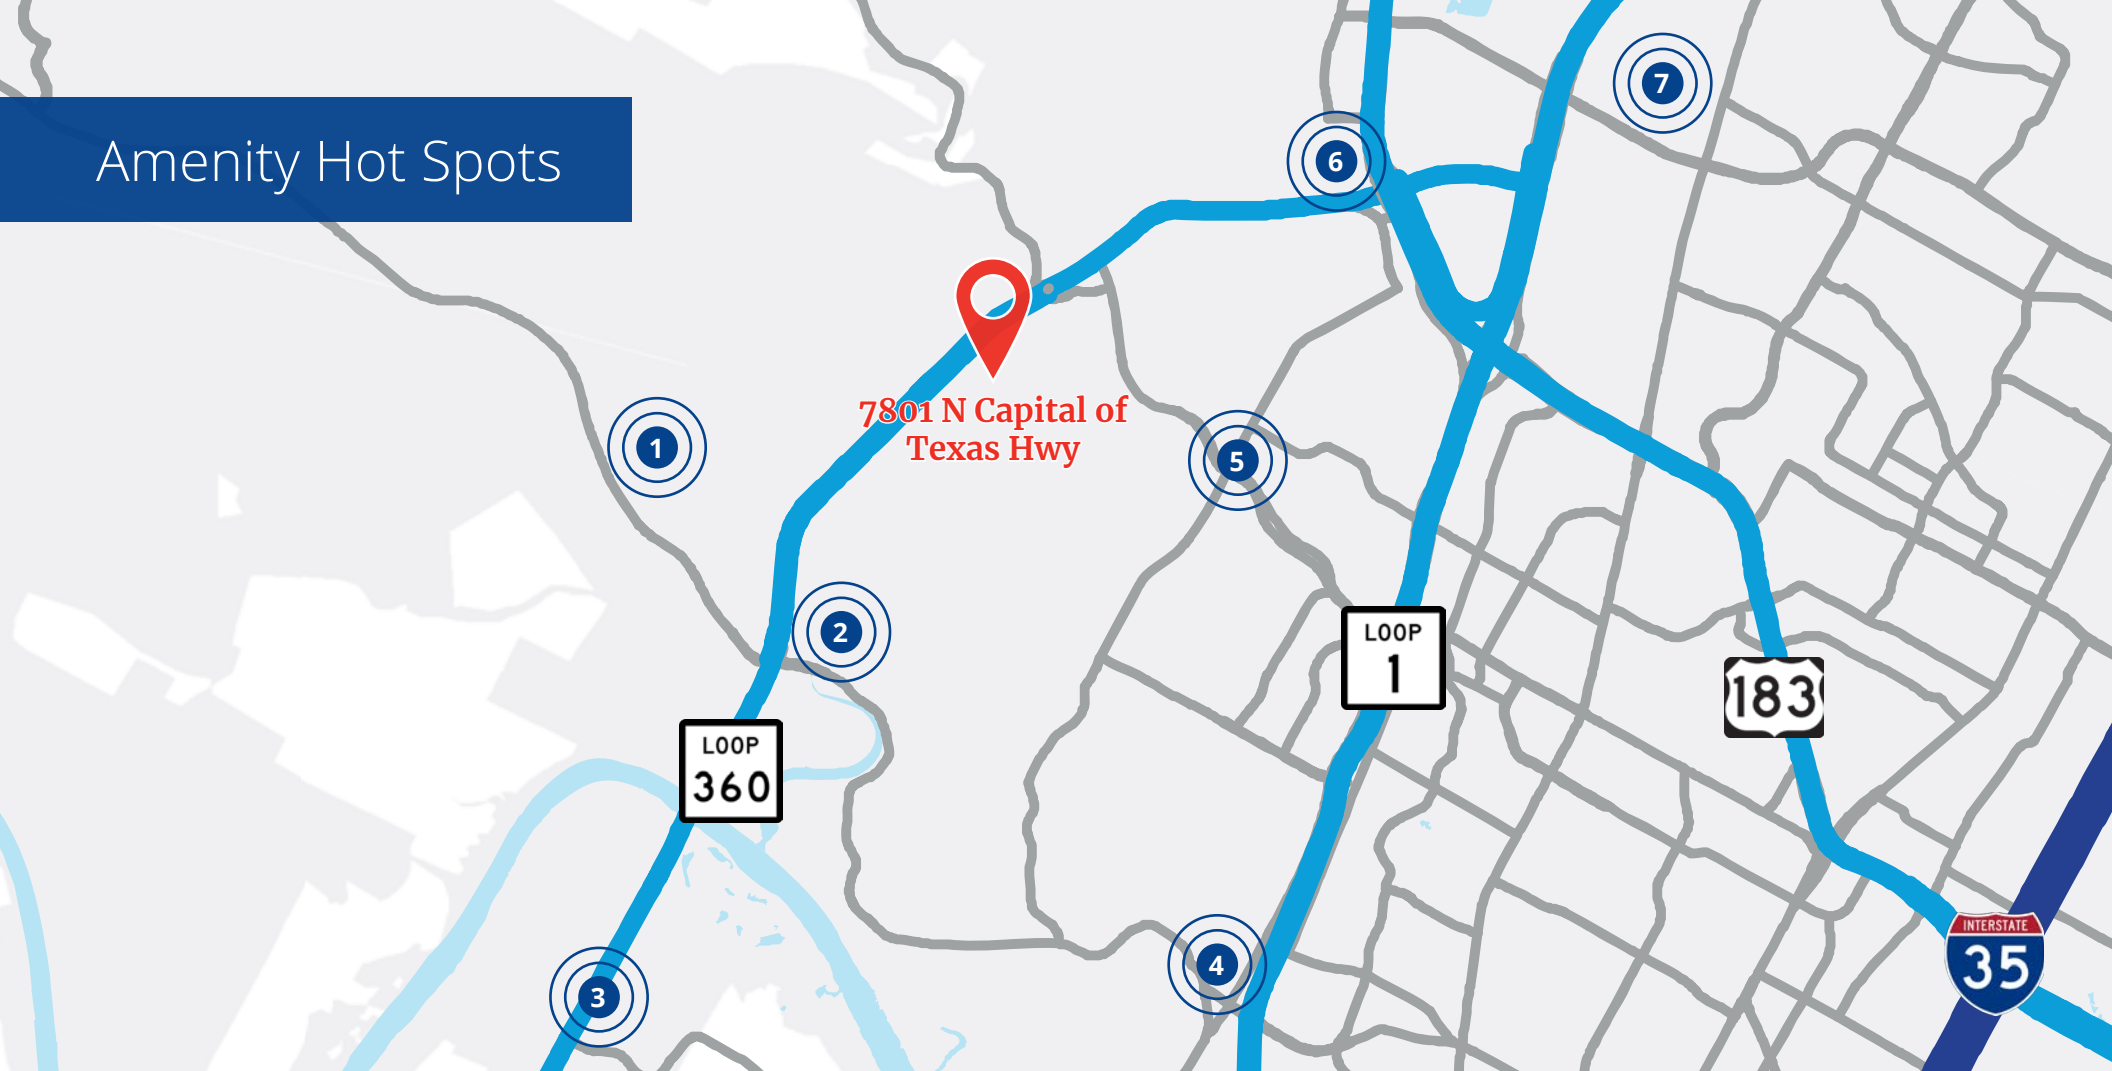 7
Amenity Hot Spots
6
7801 N Capital of
Texas Hwy
1
5
2
LOOP
1
183
LOOP
360
INTERSTATE
35
4
3